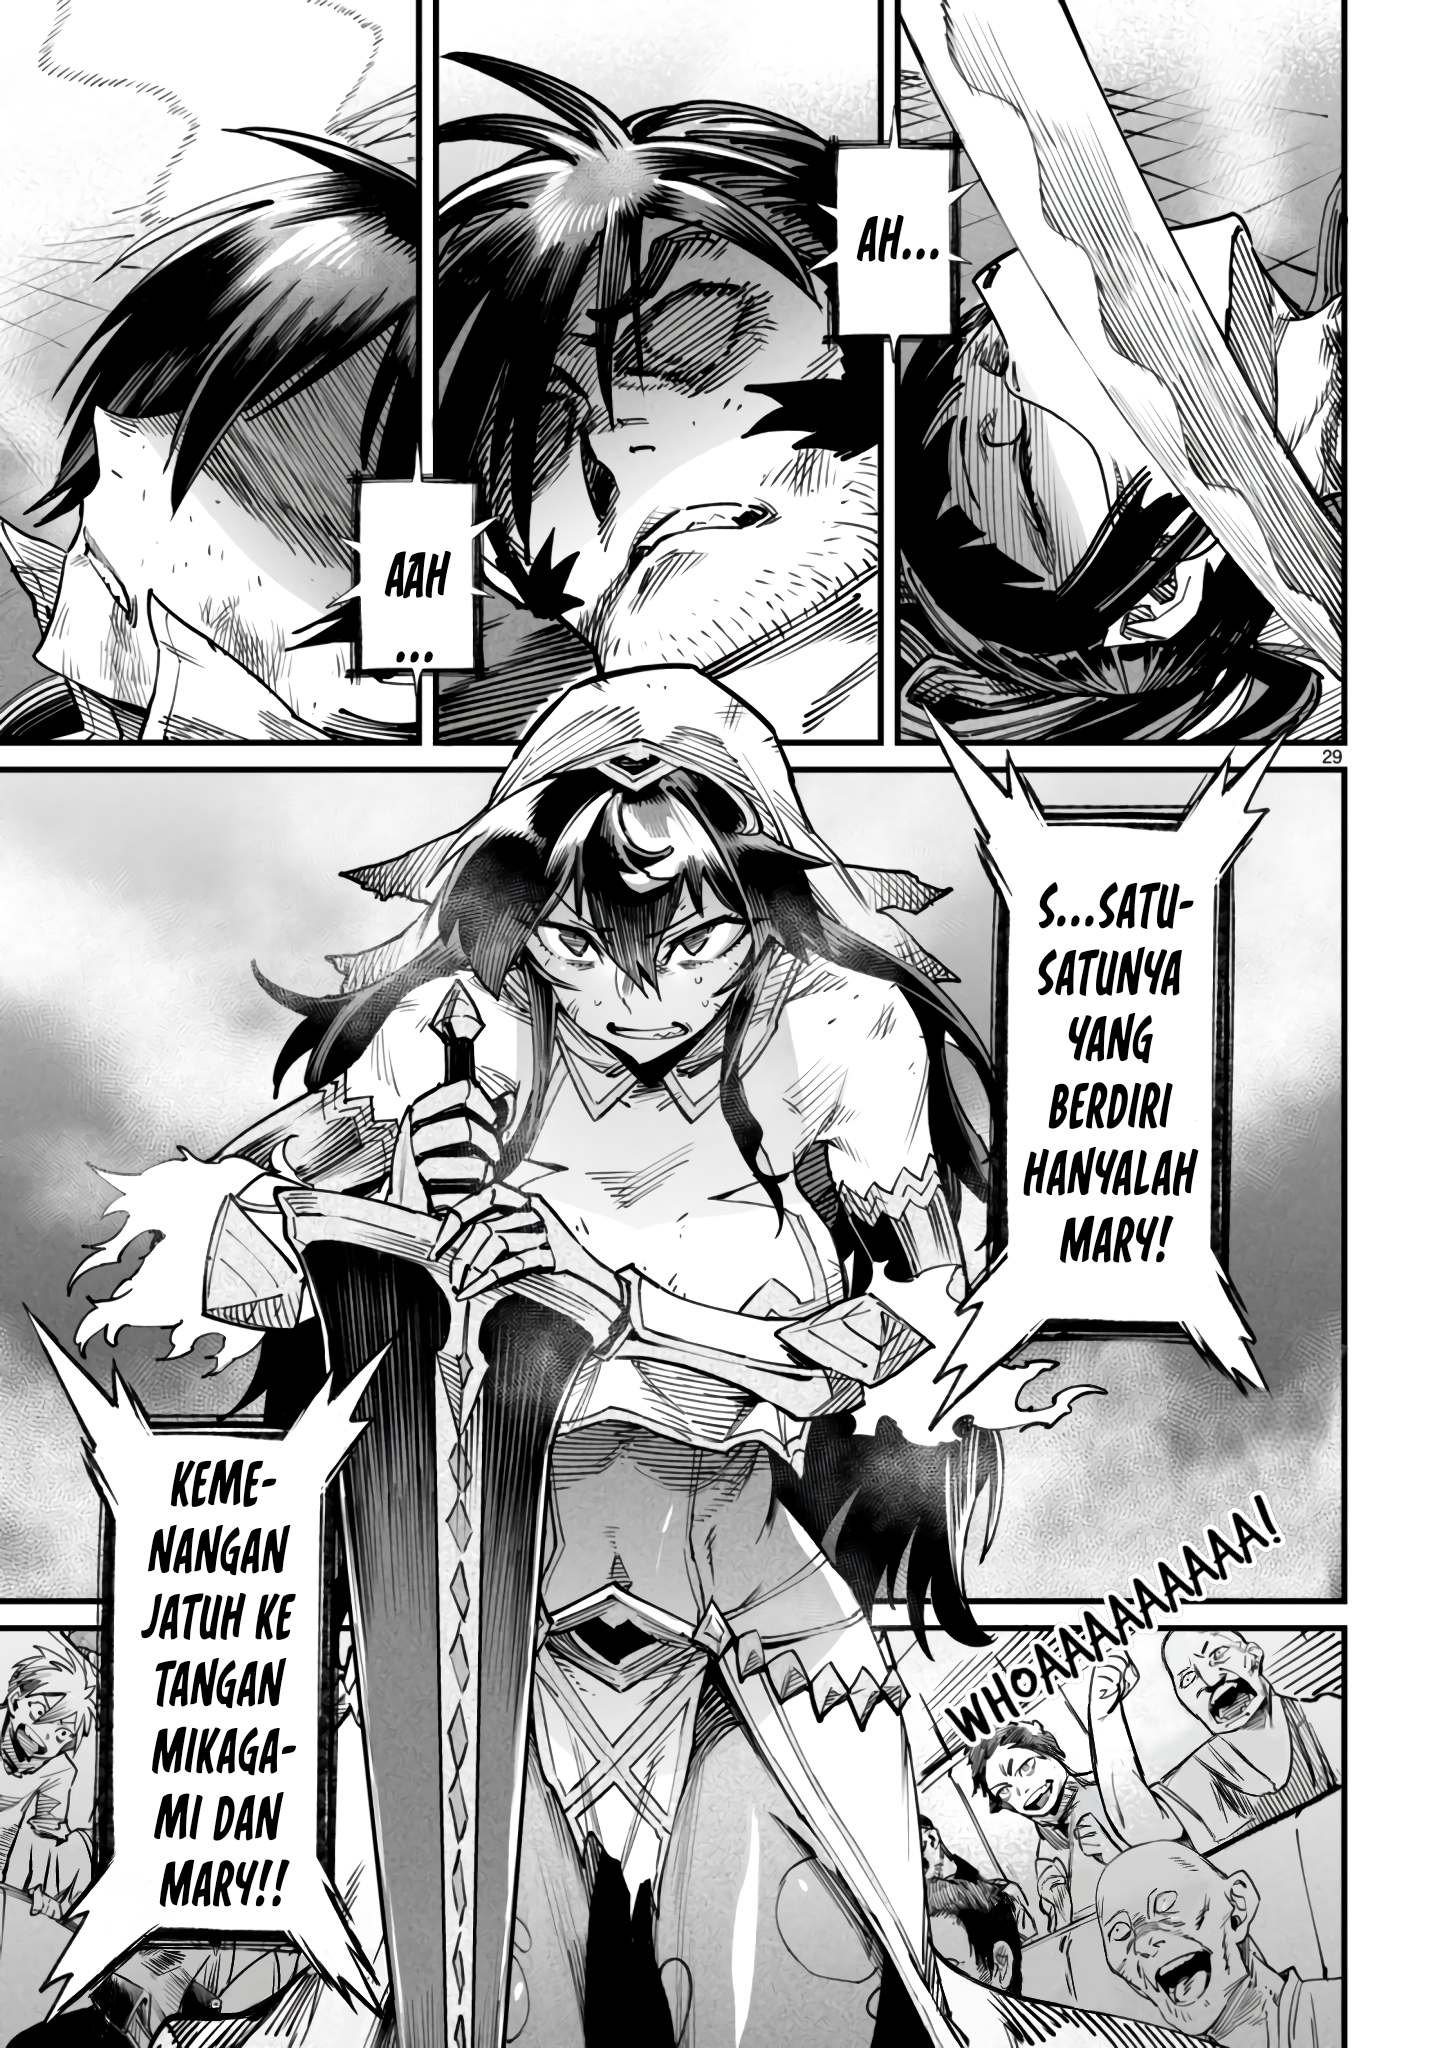 AH...
AAH
...
29
S...SATU-
SATUNYA
YANG
BERDIRI
HANYALAH
MARY!
KEME-
NANGAN
JATUH KE
TANGAN
MIKAGA-
MI DAN
MARY!!
WHOAAAAAAAAA!